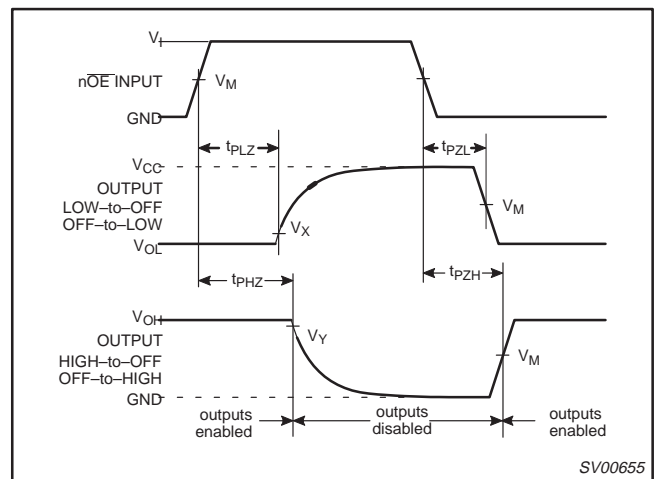 VI
nOE INPUT
VM
GND
tPLZ
tPZL
VCC
OUTPUT
LOW–to–OFF
OFF–to–LOW
VM
VX
VOL
tPHZ
tPZH
VOH
VY
OUTPUT
HIGH–to–OFF
OFF–to–HIGH
VM
GND
outputs
enabled
outputs
disabled
outputs
enabled
SV00655